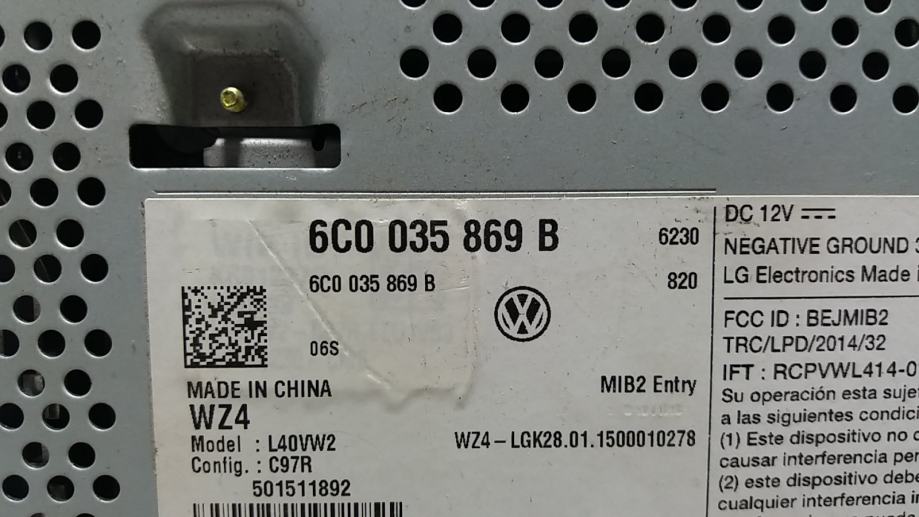 6C0 035 869 B
6230
6C0 035 869 B
820
06S
MADE IN CHINA
MIB2 Entry
WZ4
Model : L40VW2
WZ4-LGK28.01.1500010278
Config. : C97R
501511892
DC 12V
NEGATIVE GROUND
LG Electronics Made
FCC ID : BEJMIB2
TRC/LPD/2014/32
IFT : RCPVWL414-0
Su operación esta
a las siguientes
(1) Este dispositivo no
causar interferencia
(2) este dispositivo debe
cualquier interferencia